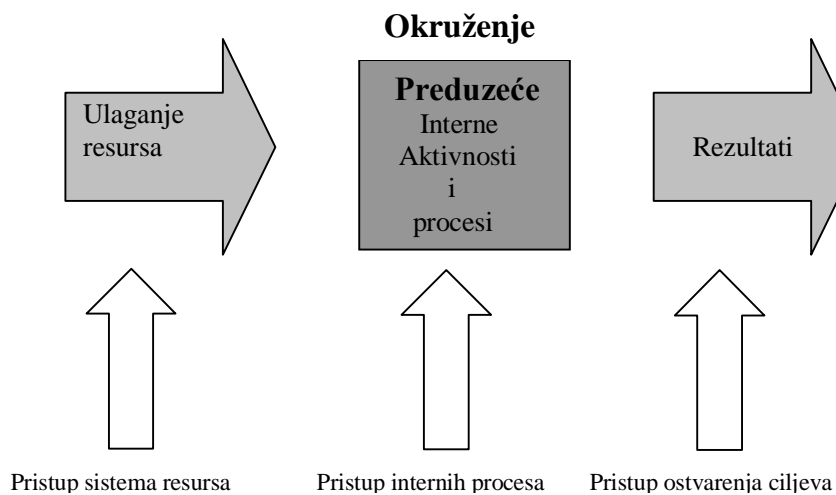 Okruženje
Ulaganje
resursa
Preduzeće
Interne
Aktivnosti
i
procesi
Rezultati
Pristup sistema resursa
Pristup internih procesa
Pristup ostvarenja ciljeva